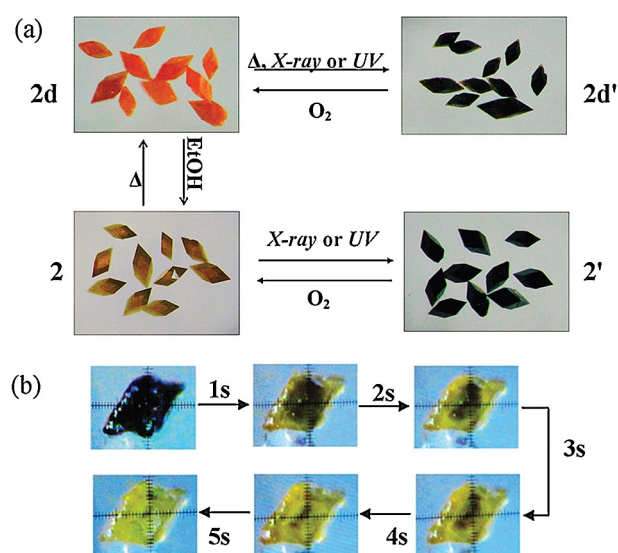 (a)
2d
Δ, X-ray or UV
O₂
2d'
Δ
EtOH
2
X-ray or UV
O₂
2'
(b)
1s
2s
3s
4s
5s